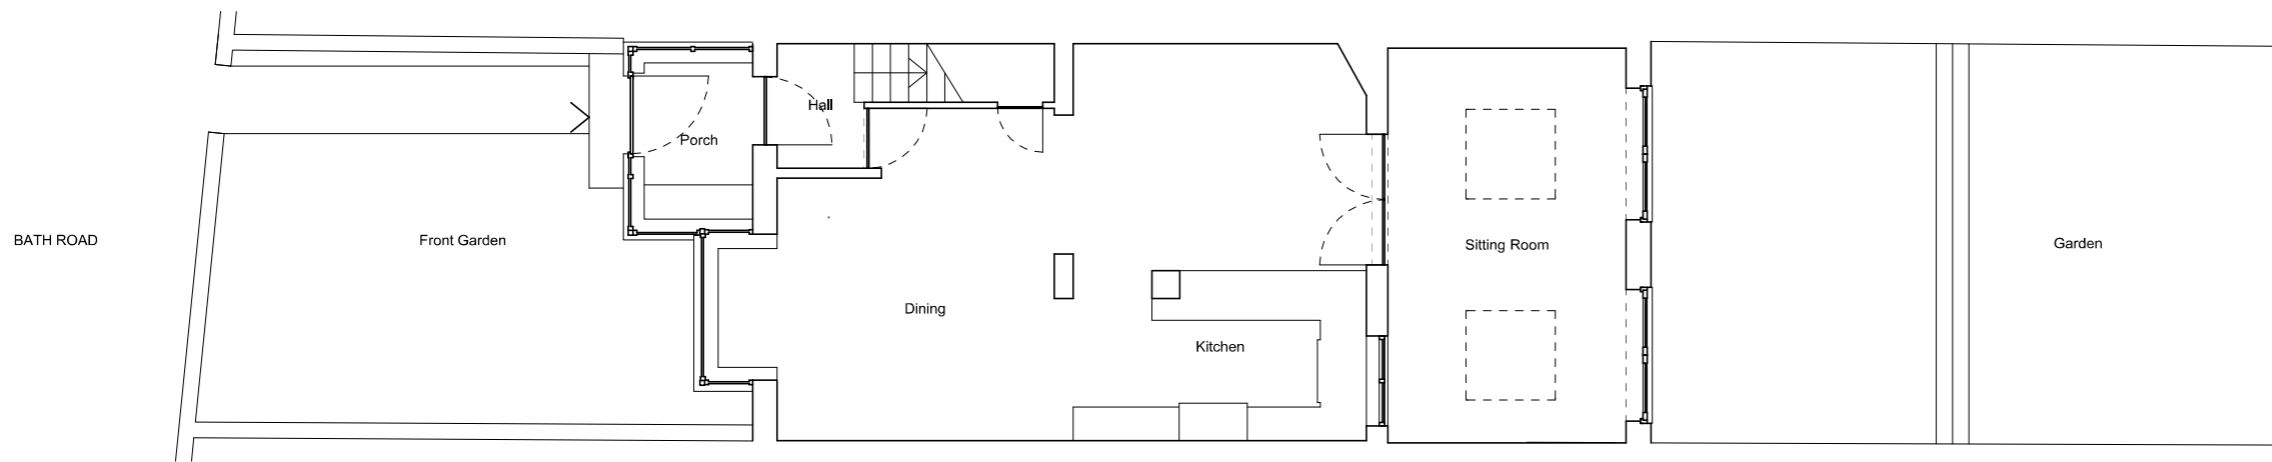 BATH ROAD
Front Garden
Porch
Hall
Dining
Kitchen
Sitting Room
Garden